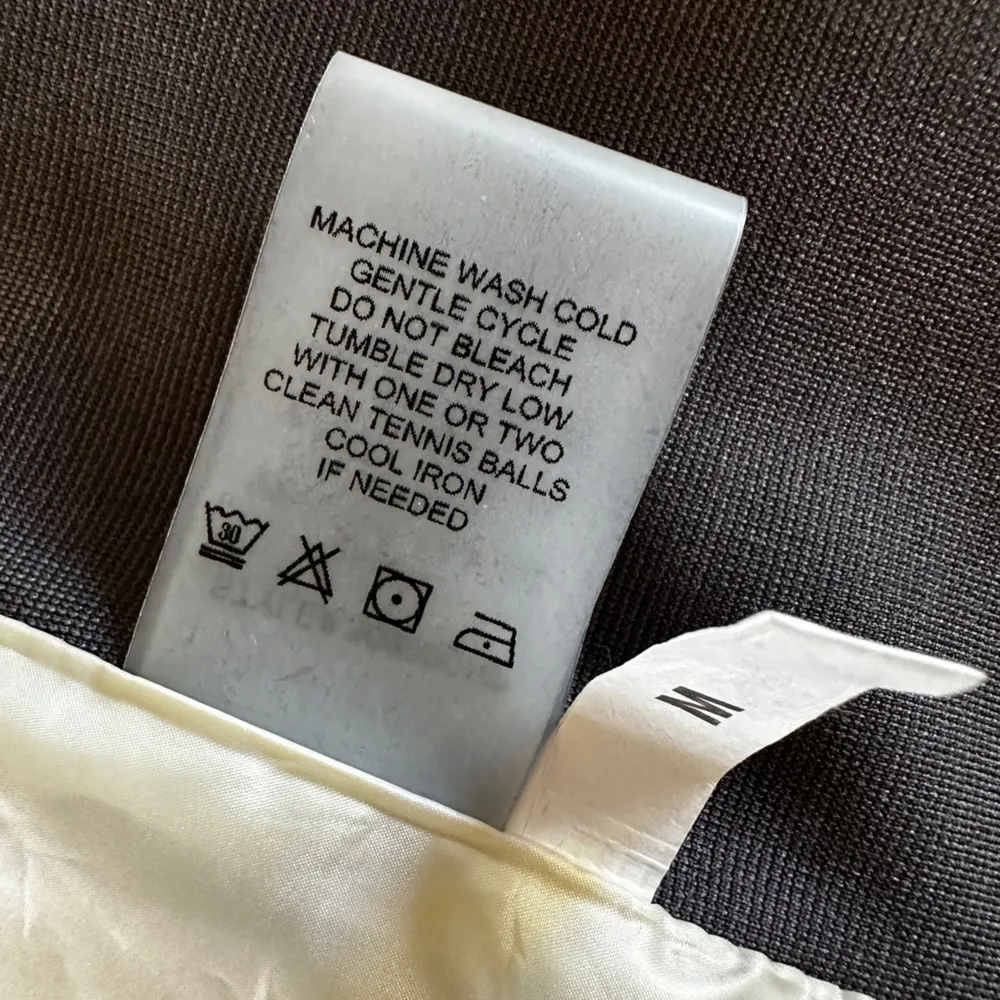 MACHINE WASH COLD
GENTLE CYCLE
DO NOT BLEACH
TUMBLE DRY LOW
WITH ONE OR TWO
CLEAN TENNIS BALLS
COOL IRON
IF NEEDED
30
M